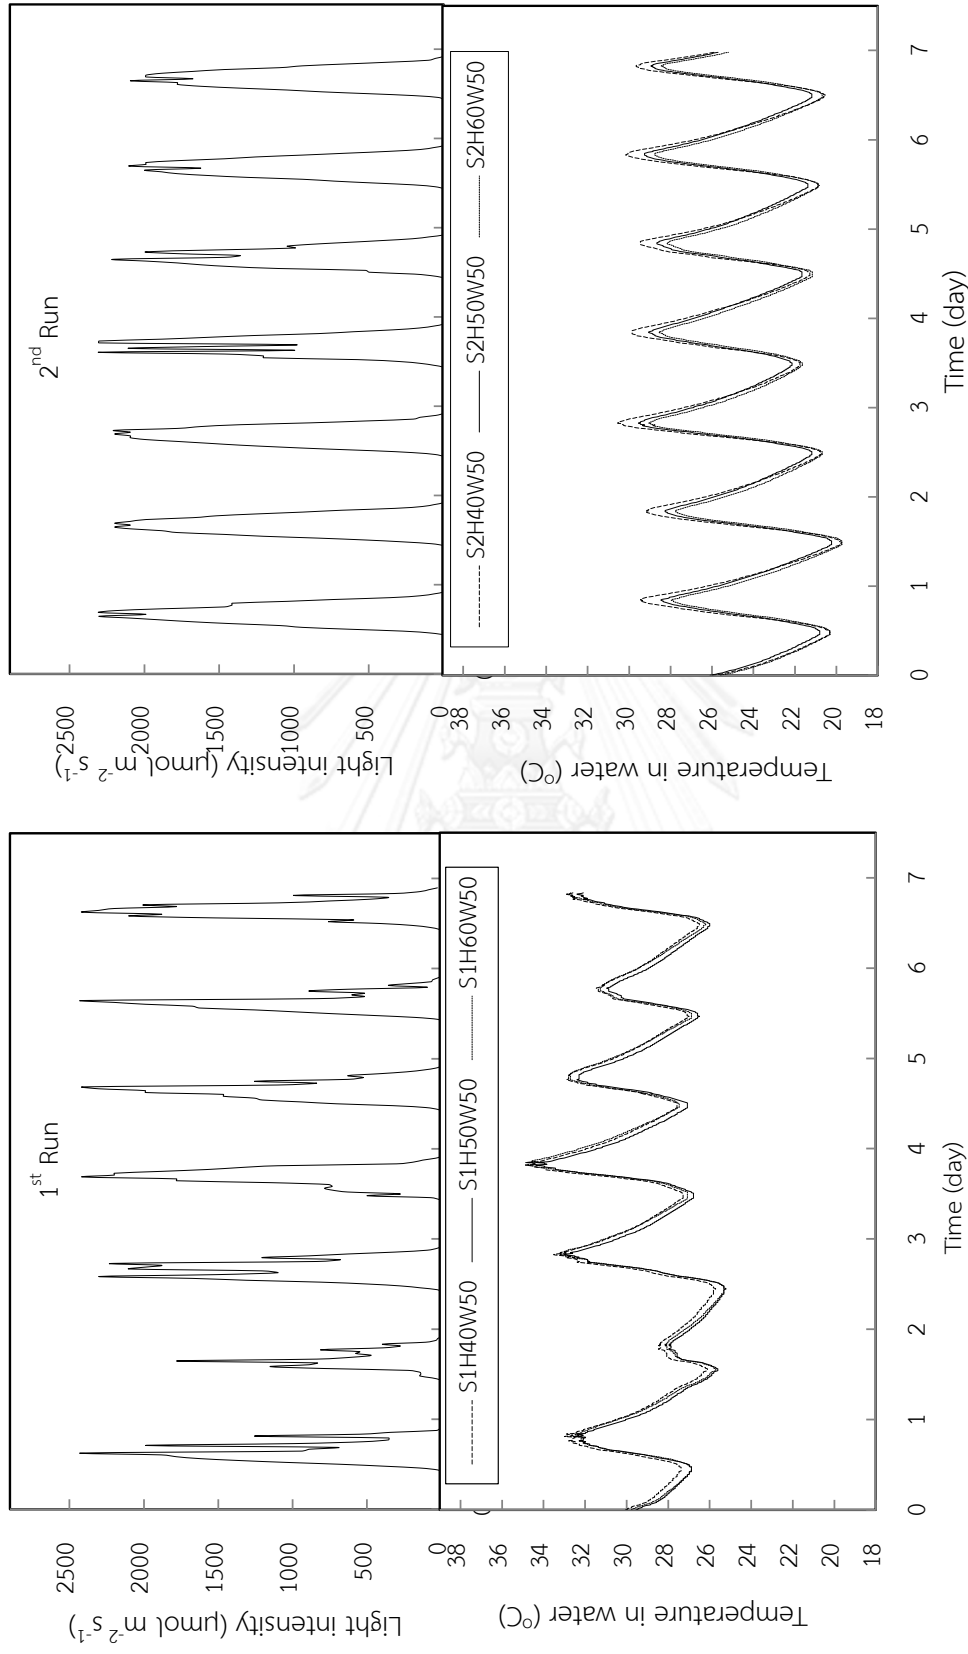 1st Run
Light intensity (µmol m-2 s-1)
2500
2000
1500
1000
500
0
S1H40W50
S1H50W50
S1H60W50
Temperature in water (oC)
38
36
34
32
30
28
26
24
22
20
18
0 1 2 3 4 5 6 7
Time (day)
2nd Run
Light intensity (µmol m-2 s-1)
2500
2000
1500
1000
500
0
S2H40W50
S2H50W50
S2H60W50
Temperature in water (oC)
38
36
34
32
30
28
26
24
22
20
18
0 1 2 3 4 5 6 7
Time (day)